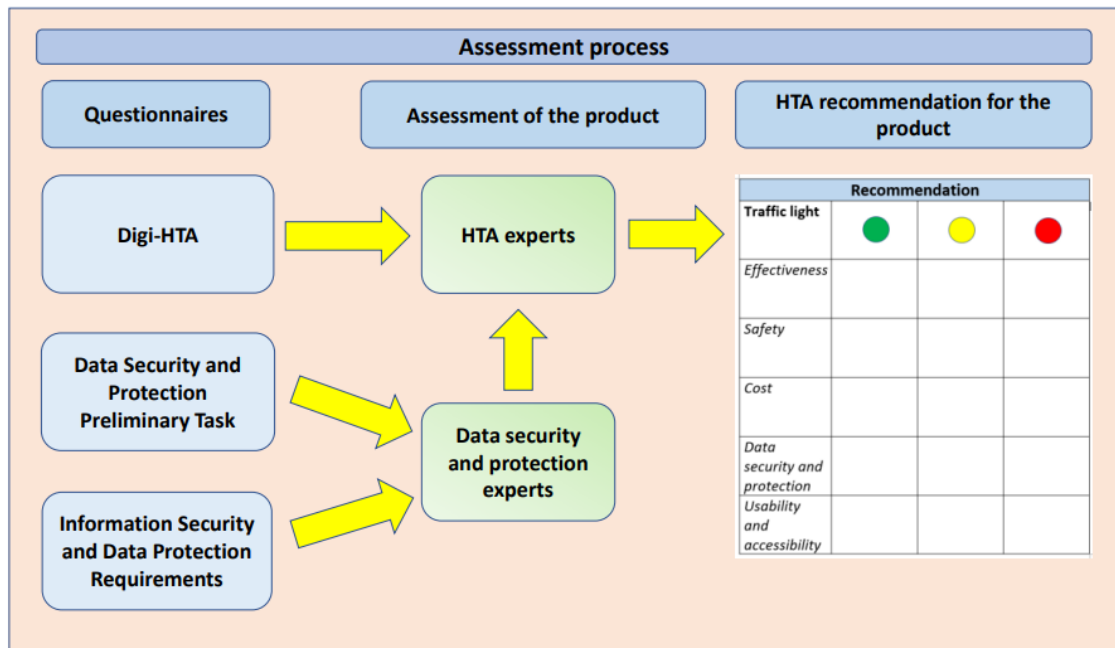 Assessment process
Questionnaires
Assessment of the product
HTA recommendation for the
product
Digi-HTA
HTA experts
Data Security and
Protection
Preliminary Task
Data security
and protection
experts
Information Security
and Data Protection
Requirements
Recommendation
Traffic light
Effectiveness
Safety
Cost
Data
security and
protection
Usability
and
accessibility